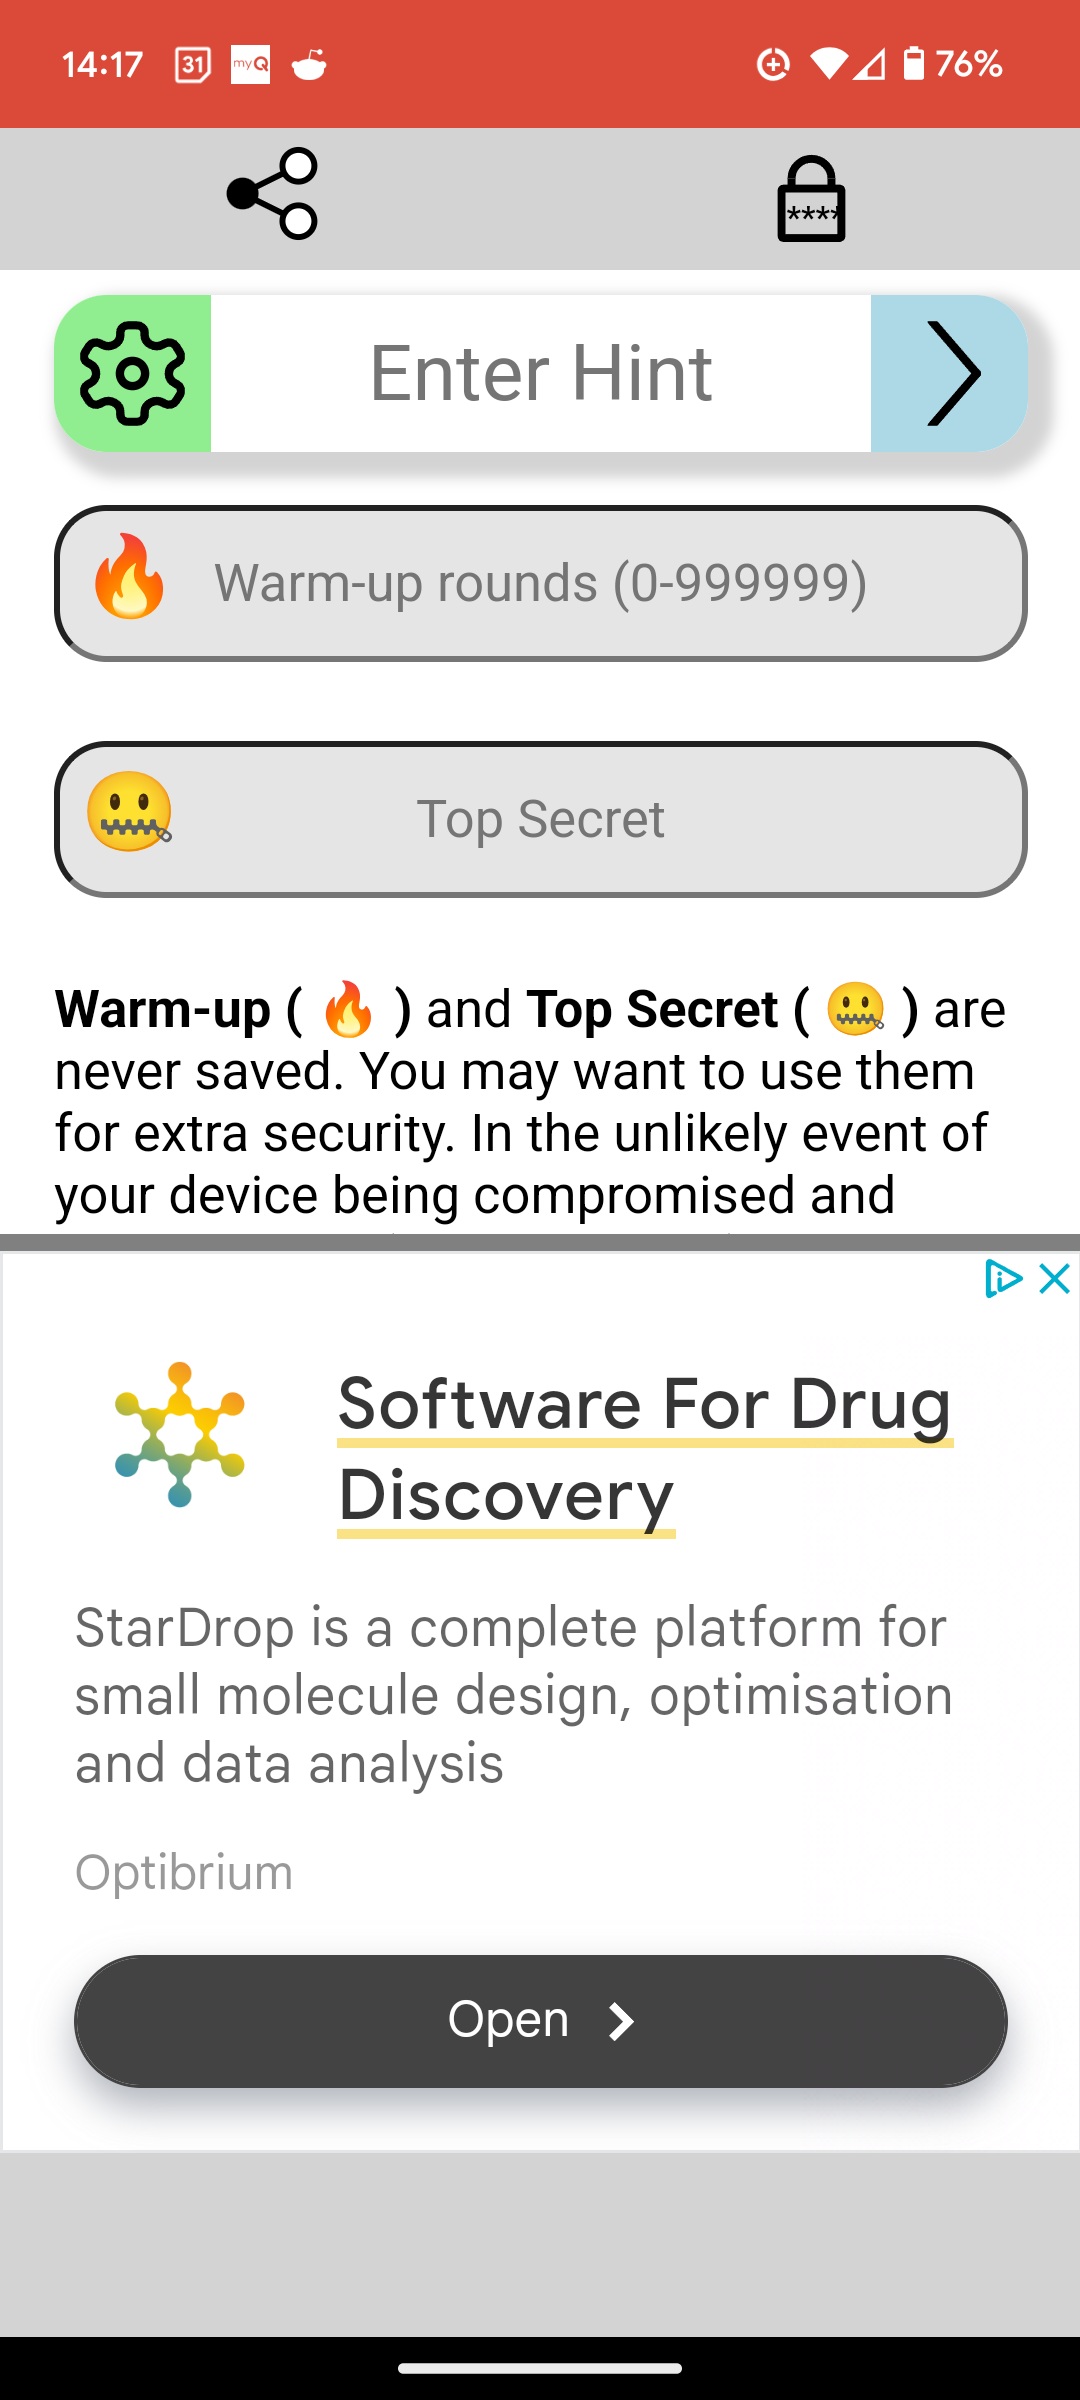 14:17 31 myQ 76%
****
Enter Hint
🔥 Warm-up rounds (0-999999)
🤐 Top Secret
Warm-up ( 🔥 ) and Top Secret ( 🤐 ) are
never saved. You may want to use them
for extra security. In the unlikely event of
your device being compromised and
Software For Drug
Discovery
StarDrop is a complete platform for
small molecule design, optimisation
and data analysis
Optibrium
Open